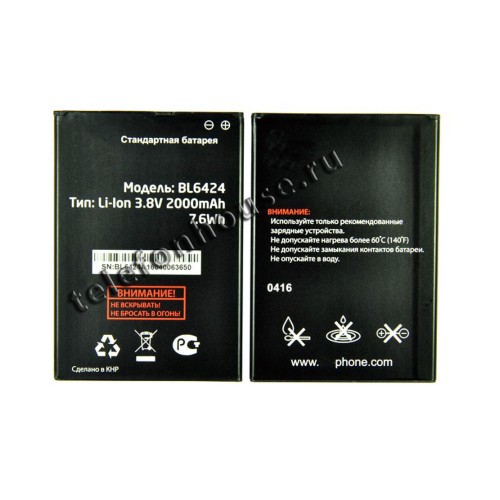 Стандартная батарея
Модель: BL6424
Тип: Li-Ion 3.8V 2000mAh
7.6Wh
ВНИМАНИЕ!
НЕ ВСКРЫВАТЬ!
НЕ БРОСАТЬ В ОГОНЬ!
Сделано в КНР
ВНИМАНИЕ:
Используйте только рекомендованные
зарядные устройства.
Не допускайте нагрева более 60˚C (140˚F)
Не допускайте замыкания контактов батареи.
Не погружайте в воду.
0416
www phone.com
telefonhouse.ru